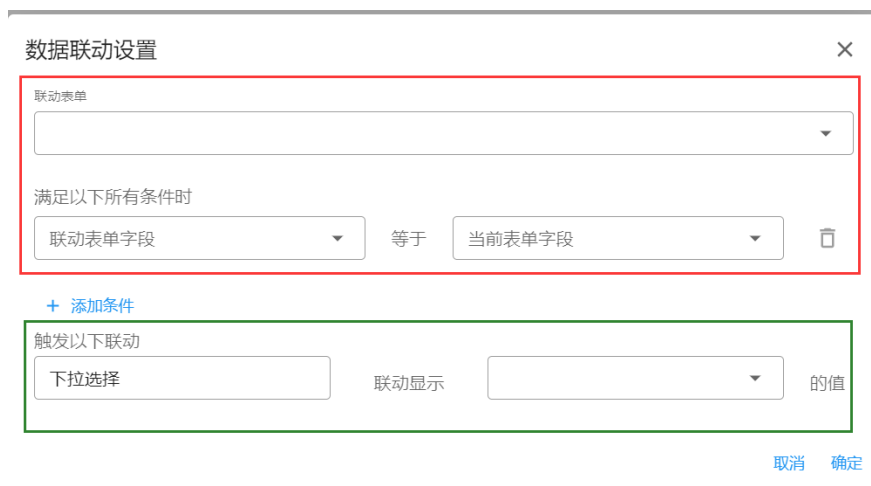 数据联动设置
联动表单
满足以下所有条件时
联动表单字段 等于 当前表单字段
+ 添加条件
触发以下联动
下拉选择 联动显示 的值
取消 确定